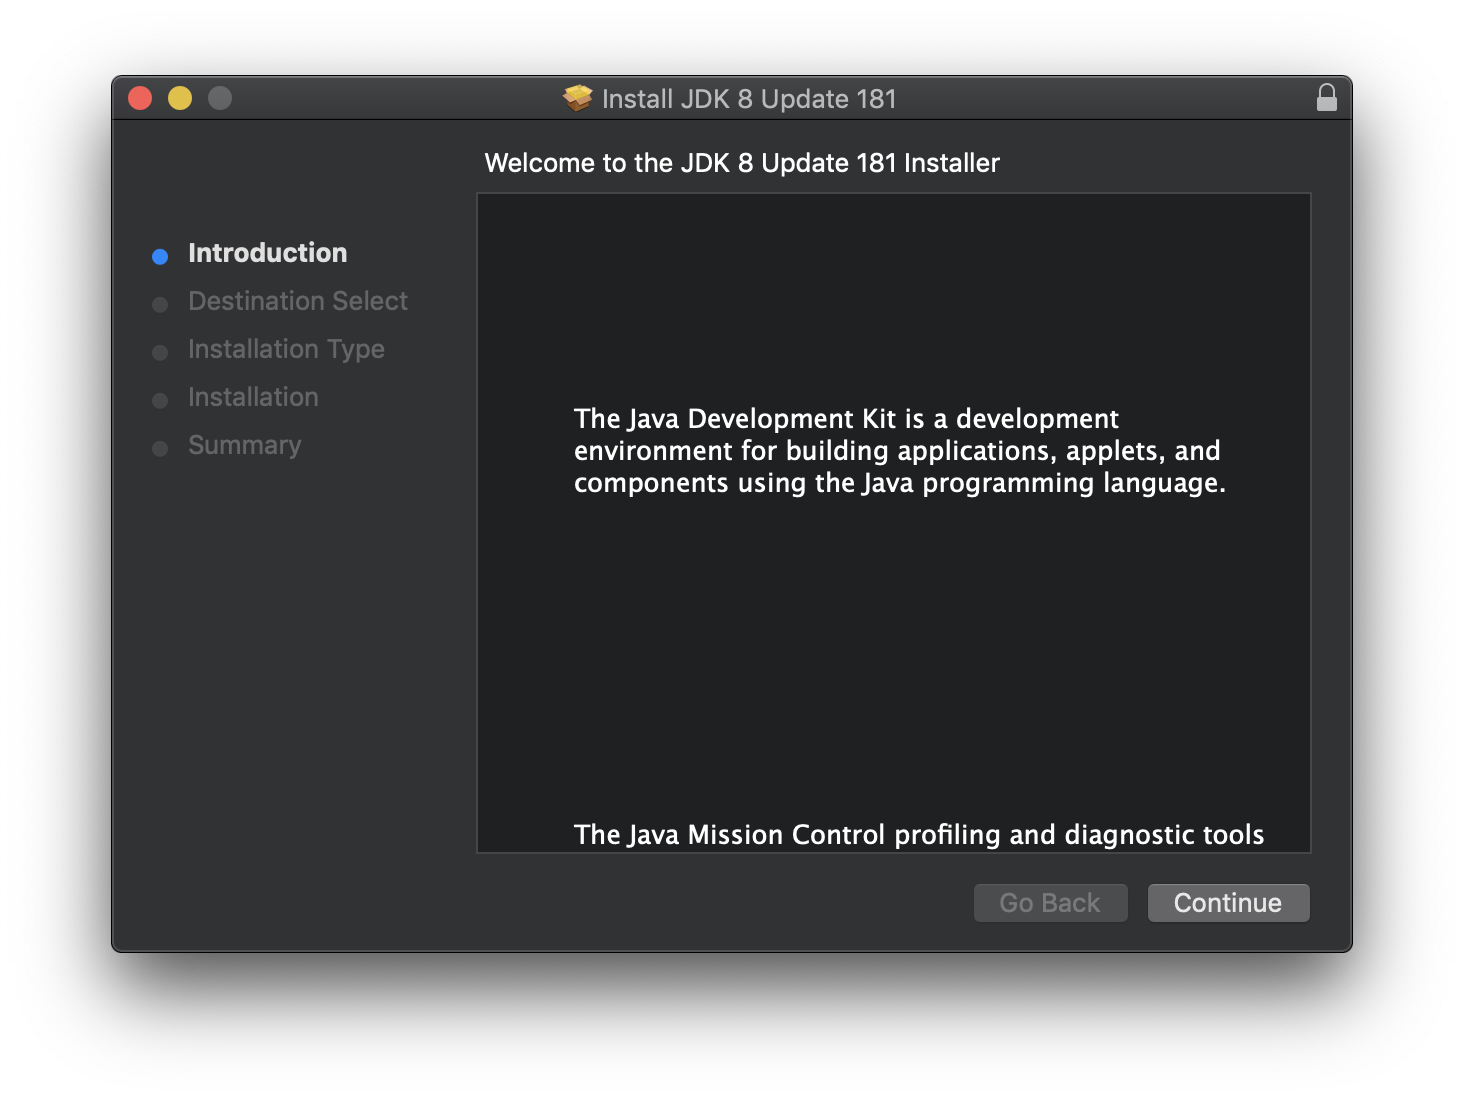 Install JDK 8 Update 181
Welcome to the JDK 8 Update 181 Installer
Introduction
Destination Select
Installation Type
Installation
Summary
The Java Development Kit is a development
environment for building applications, applets, and
components using the Java programming language.
The Java Mission Control profiling and diagnostic tools
Go Back
Continue